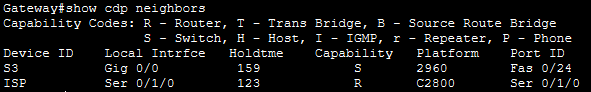 Gateway#show cdp neighbors
Capability Codes: R - Router, T - Trans Bridge, B - Source Route Bridge
S - Switch, H - Host, I - IGMP, r - Repeater, P - Phone
Device ID Local Intrfce Holdtme Capability Platform Port ID
S3 Gig 0/0 159 S 2960 Fas 0/24
ISP Ser 0/1/0 123 R C2800 Ser 0/1/0